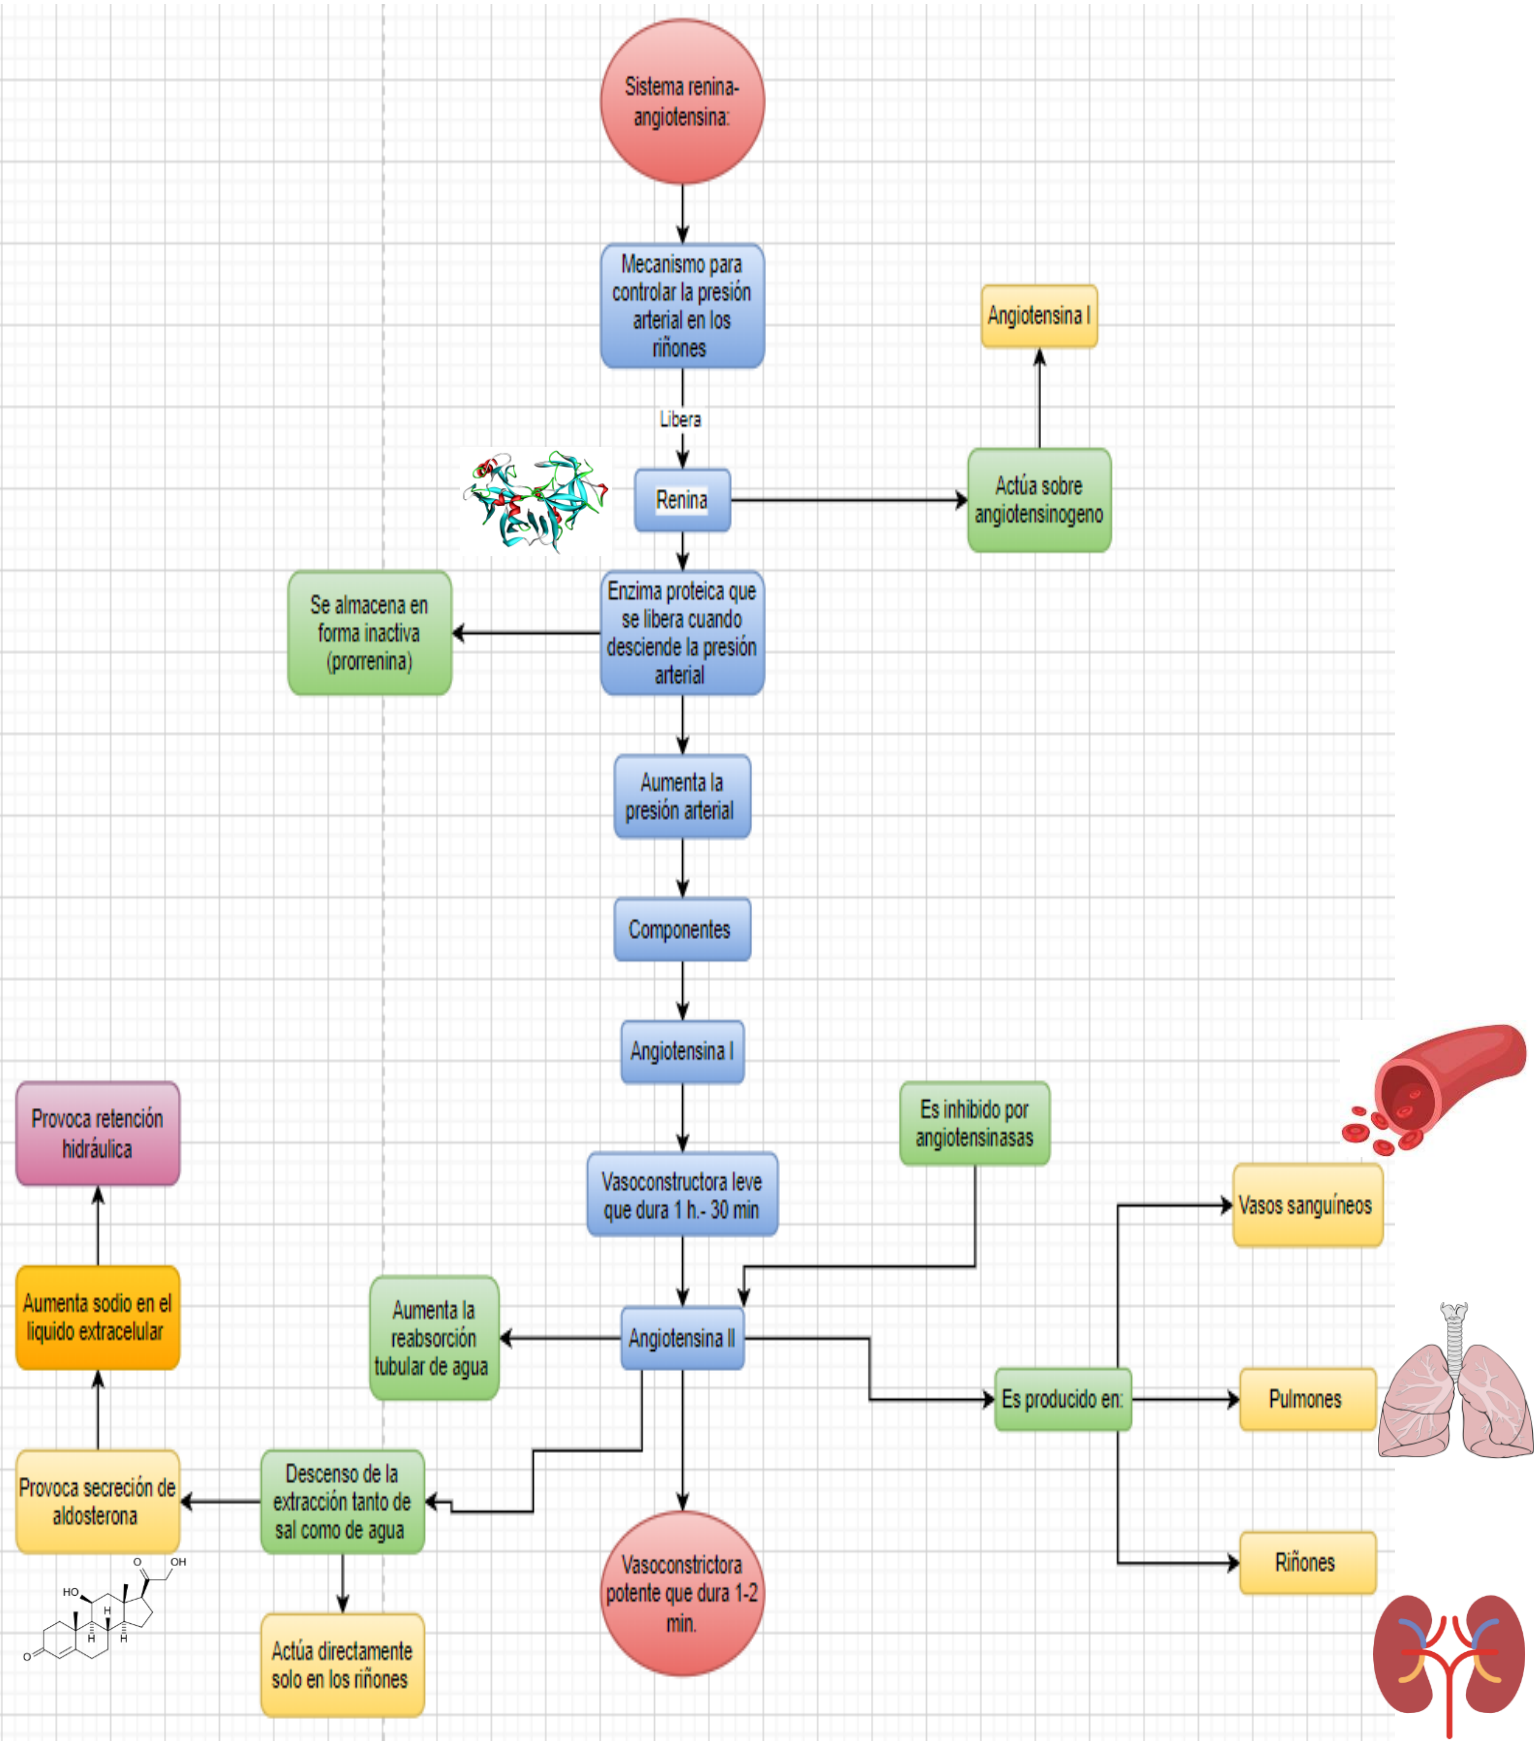 Sistema renina-
angiotensina:
Mecanismo para
controlar la presión
arterial en los
riñones
Angiotensina I
Libera
Renina
Actúa sobre
angiotensinogeno
Se almacena en
forma inactiva
(prorrenina)
Enzima proteica que
se libera cuando
desciende la presión
arterial
Aumenta la
presión arterial
Componentes
Angiotensina I
Provoca retención
hidráulica
Es inhibido por
angiotensinasas
Vasoconstructora leve
que dura 1 h.- 30 min
Vasos sanguíneos
Aumenta sodio en el
liquido extracelular
Aumenta la
reabsorción
tubular de agua
Angiotensina II
Es producido en:
Pulmones
Provoca secreción de
aldosterona
Descenso de la
extracción tanto de
sal como de agua
Vasoconstrictora
potente que dura 1-2
min.
Riñones
Actúa directamente
solo en los riñones
O
OH
HO
H
H
H
O